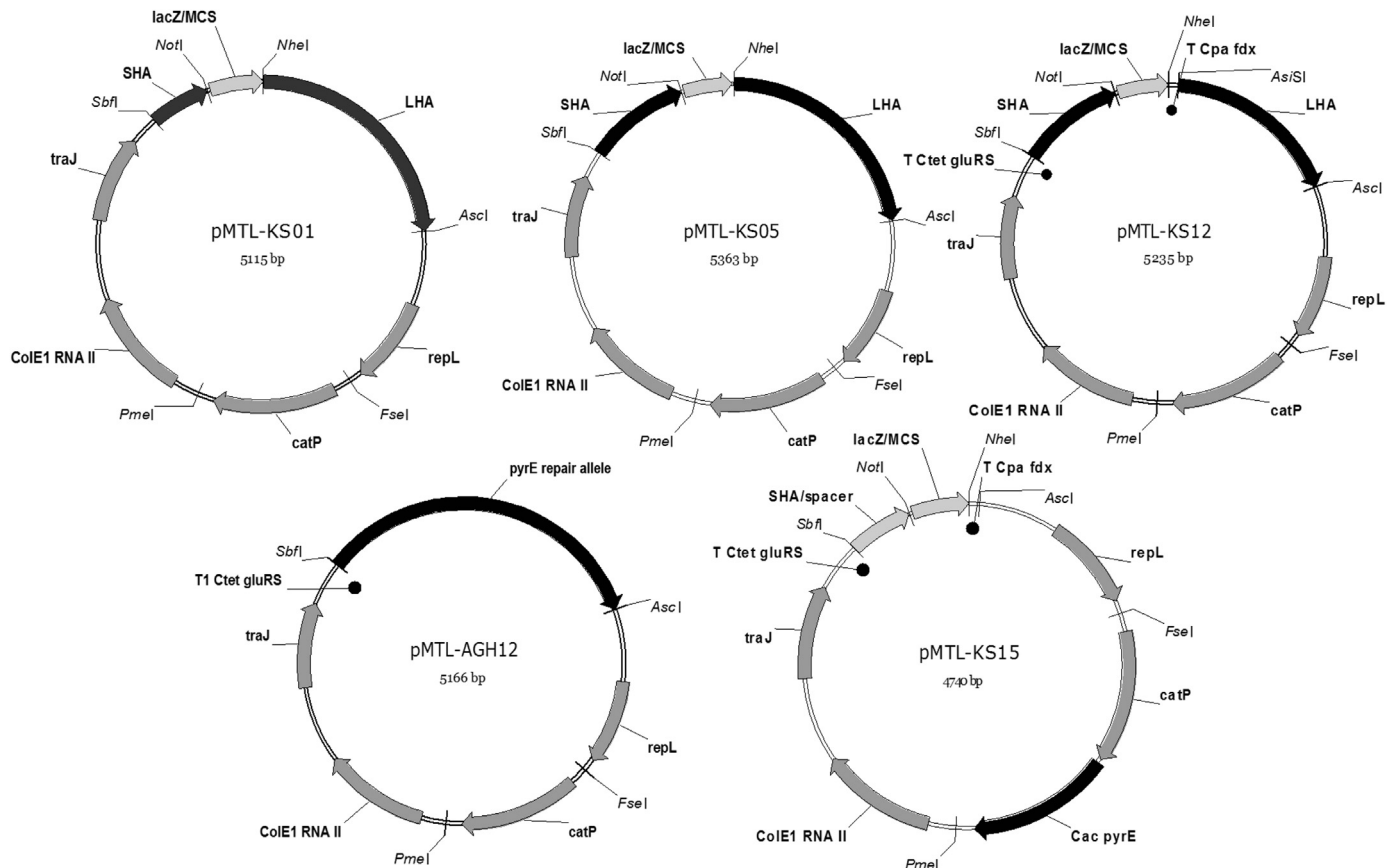 lacZ/MCS
NotI
NheI
SHA
SbfI
LHA
traJ
AscI
pMTL-KS01
5115 bp
ColE1 RNA II
repL
PmeI
FseI
catP
lacZ/MCS
NheI
NotI
SHA
LHA
SbfI
traJ
AscI
pMTL-KS05
5363 bp
ColE1 RNA II
repL
FseI
PmeI
catP
NheI
lacZ/MCS
T Cpa fdx
NotI
AsiSI
SHA
LHA
SbfI
T Ctet gluRS
AscI
traJ
pMTL-KS12
5235 bp
repL
FseI
ColE1 RNA II
PmeI
catP
pyrE repair allele
SbfI
T1 Ctet gluRS
AscI
traJ
pMTL-AGH12
5166 bp
repL
FseI
ColE1 RNA II
catP
PmeI
lacZ/MCS
NheI
NotI
T Cpa fdx
SHA/spacer
AscI
SbfI
T Ctet gluRS
repL
FseI
traJ
pMTL-KS15
4740 bp
catP
ColE1 RNA II
Cac pyrE
PmeI